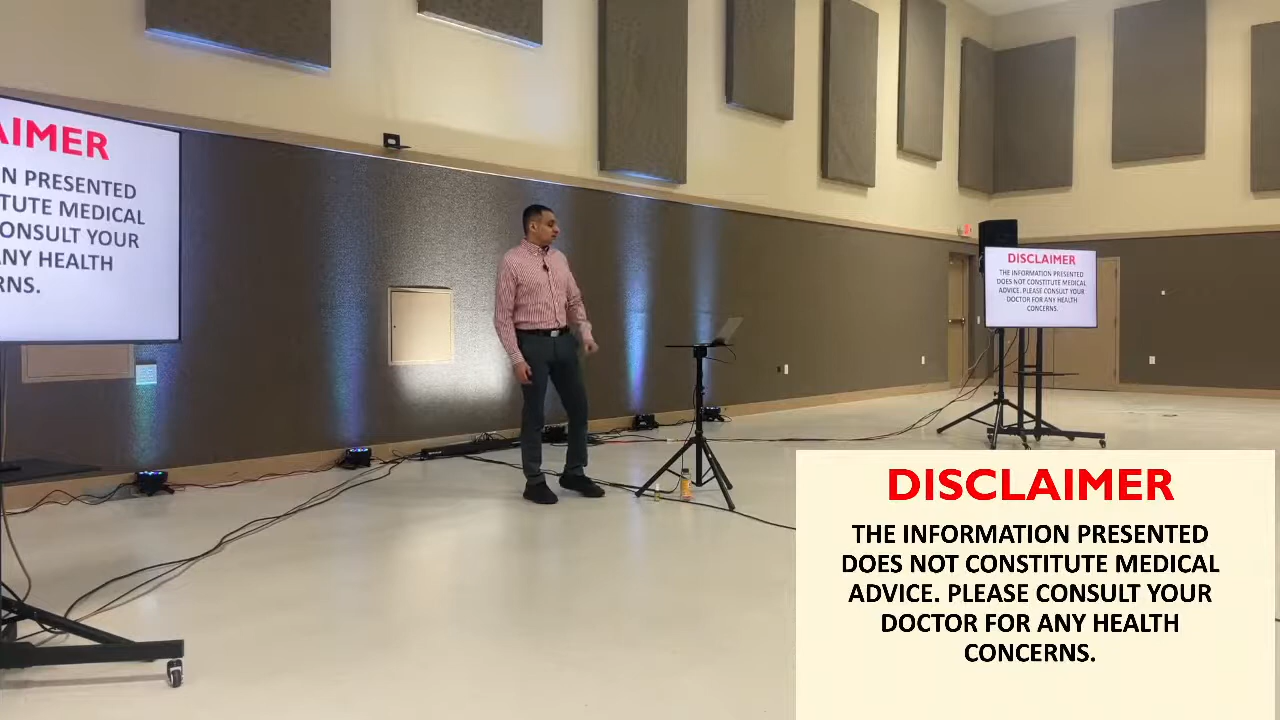 AIMER
N PRESENTED
TUTE MEDICAL
ONSULT YOUR
ANY HEALTH
RNS.
DISCLAIMER
THE INFORMATION PRESENTED
DOES NOT CONSTITUTE MEDICAL
ADVICE. PLEASE CONSULT YOUR
DOCTOR FOR ANY HEALTH
CONCERNS.
DISCLAIMER
THE INFORMATION PRESENTED
DOES NOT CONSTITUTE MEDICAL
ADVICE. PLEASE CONSULT YOUR
DOCTOR FOR ANY HEALTH
CONCERNS.